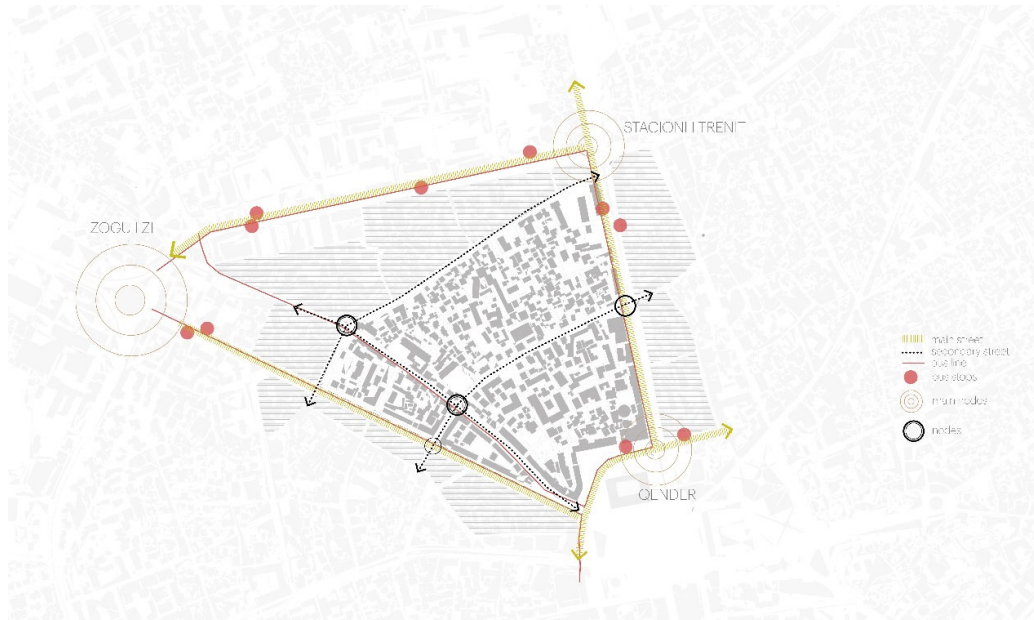 STACIONI I TRENIT
ZOGU I ZI
main street
secondary street
bus line
bus stops
main nodes
nodes
QENDER